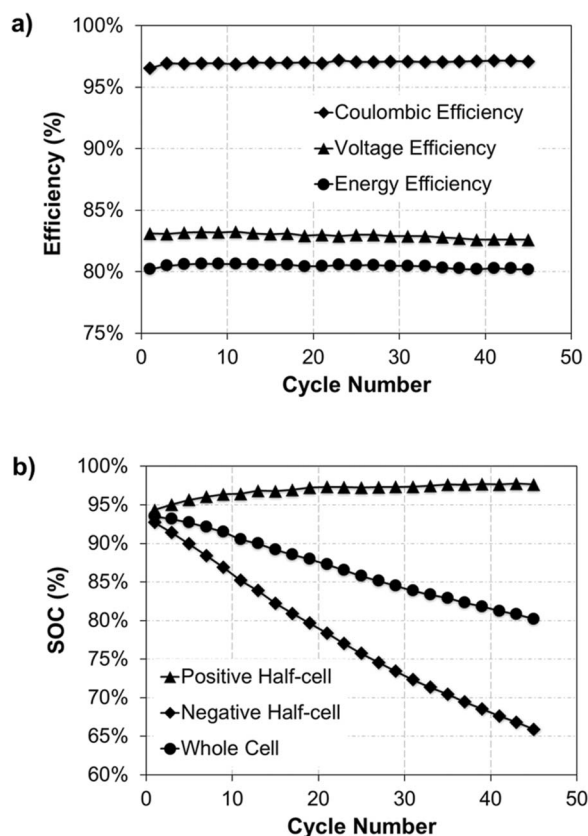 a)
100%
95%
90%
85%
80%
75%
Efficiency (%)
Coulombic Efficiency
Voltage Efficiency
Energy Efficiency
0 10 20 30 40 50
Cycle Number
b)
100%
95%
90%
85%
80%
75%
70%
65%
60%
SOC (%)
Positive Half-cell
Negative Half-cell
Whole Cell
0 10 20 30 40 50
Cycle Number